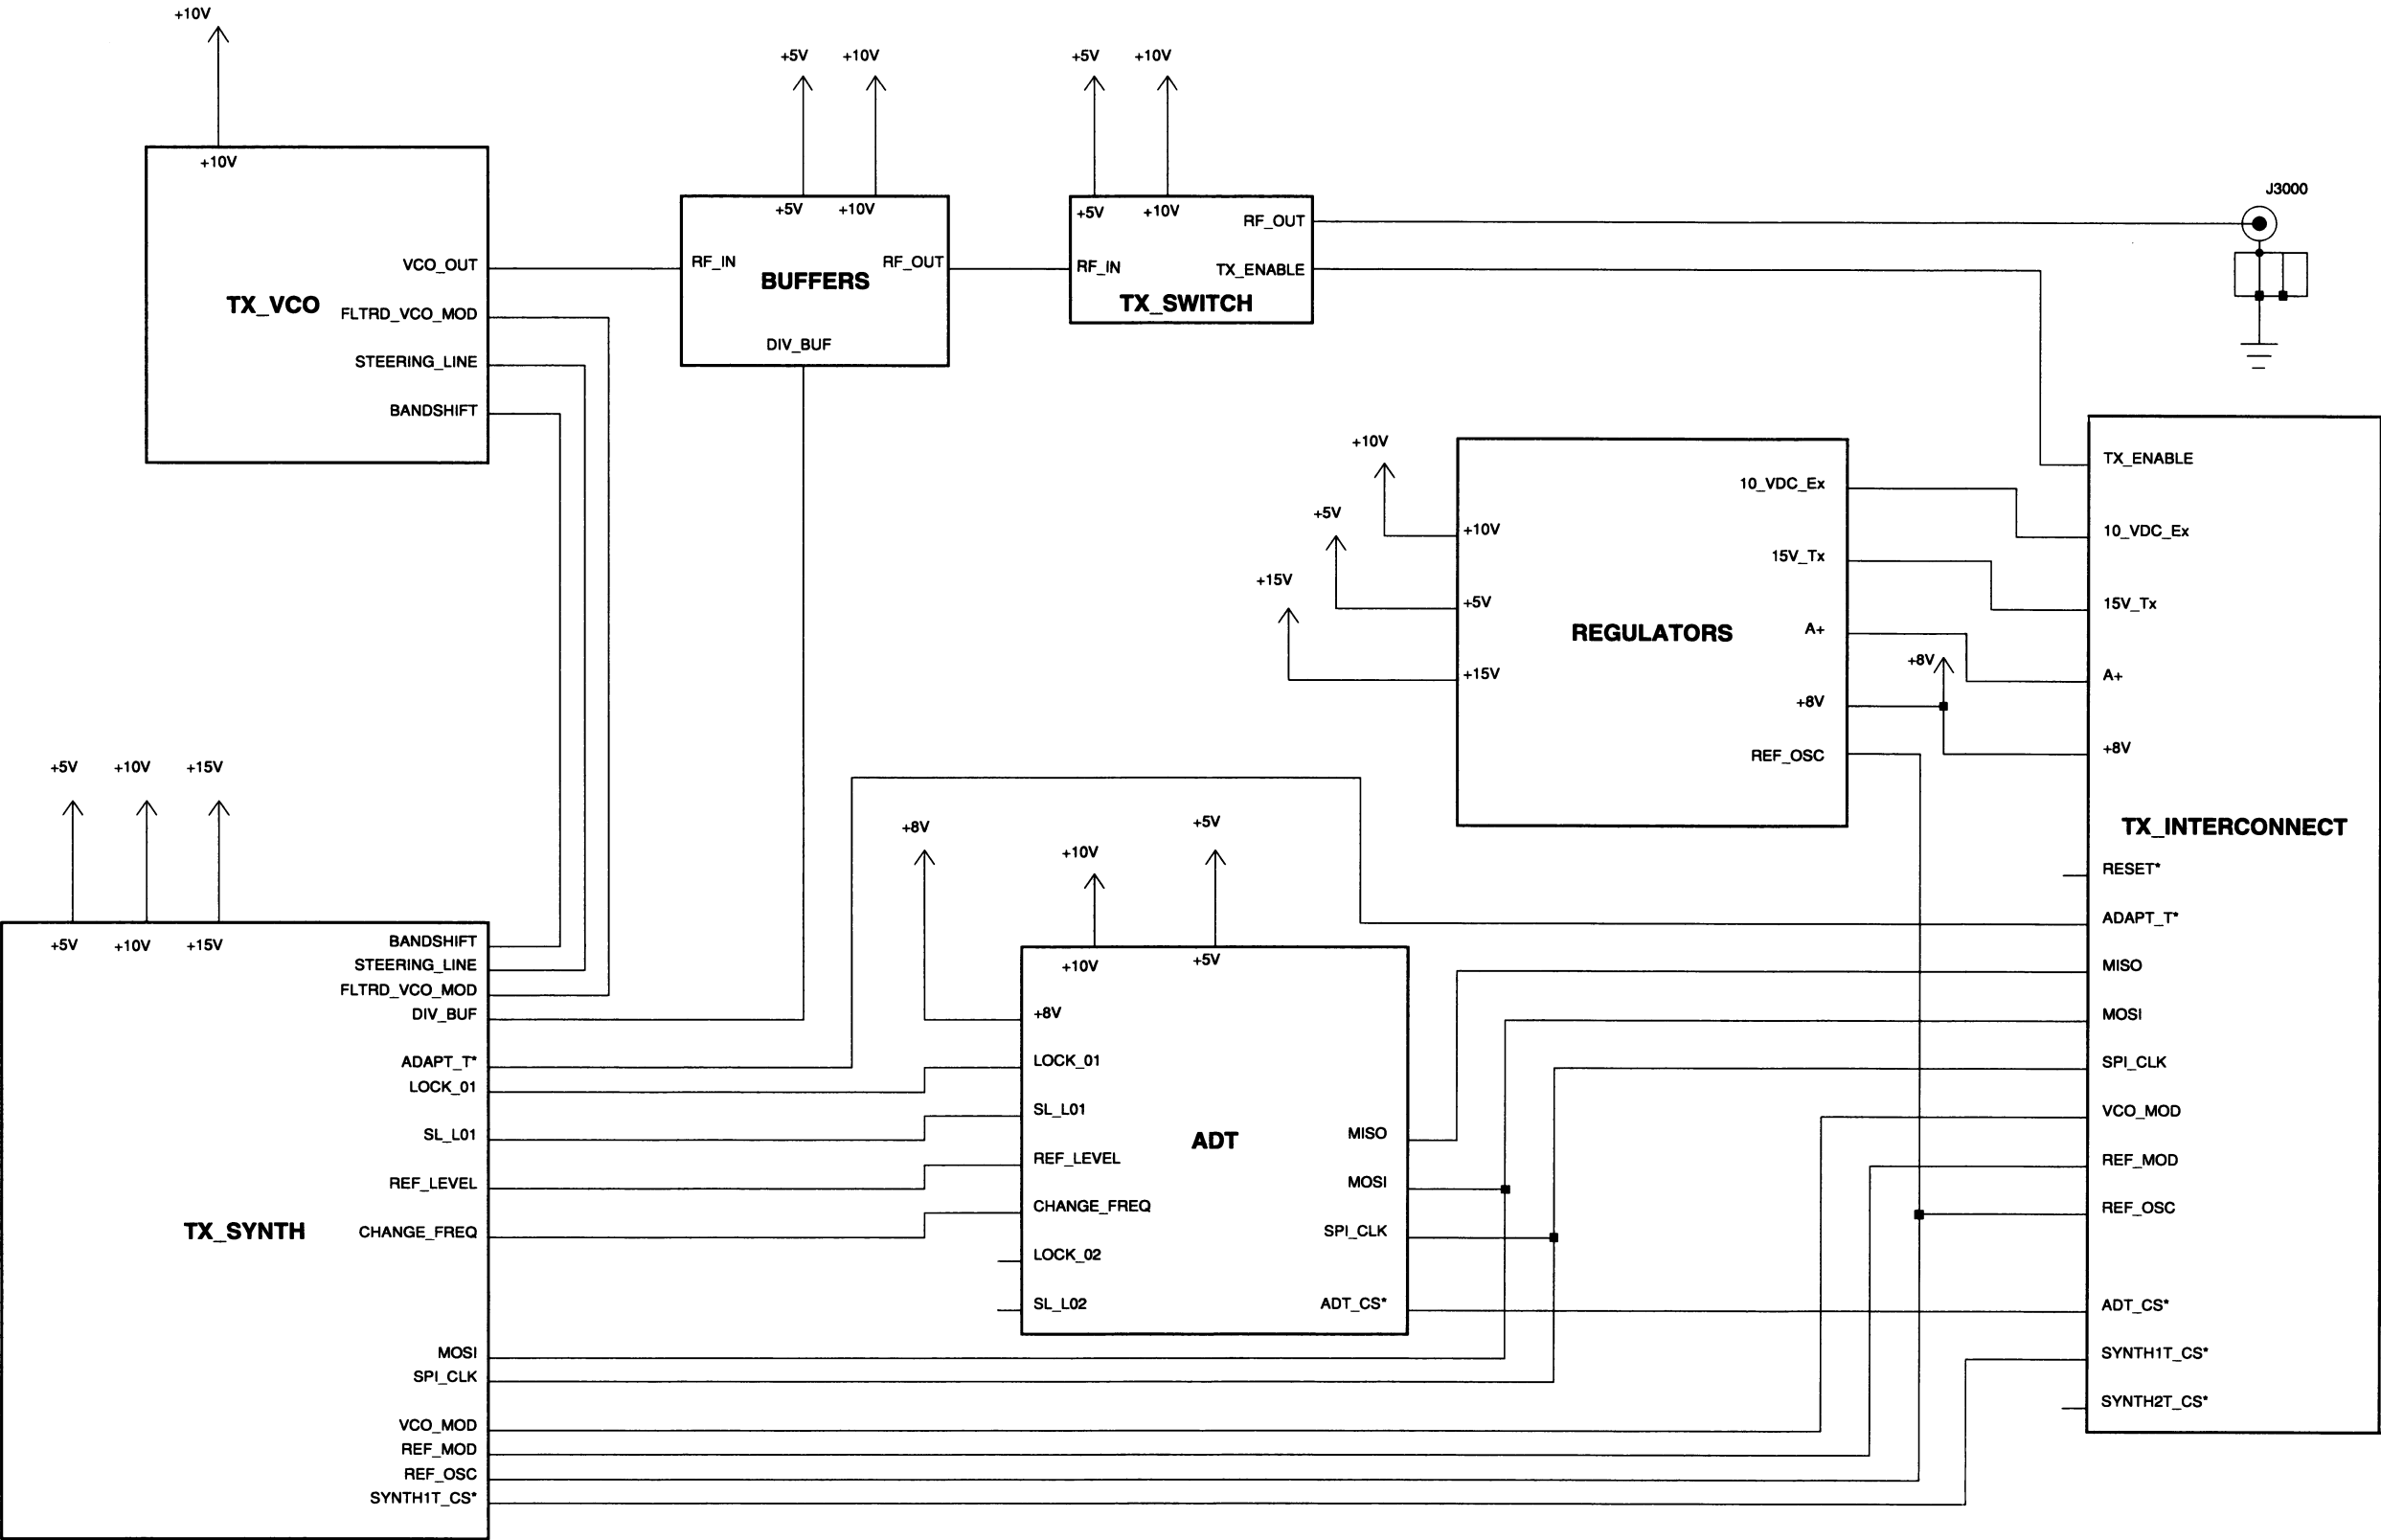 +10V
+10V
VCO_OUT
TX_VCO
FLTRD_VCO_MOD
STEERING_LINE
BANDSHIFT
+5V +10V
+5V +10V
RF_IN RF_OUT
BUFFERS
DIV_BUF
+5V +10V
+5V +10V
RF_OUT
RF_IN TX_ENABLE
TX_SWITCH
J3000
+10V
+5V
+15V
+10V
+5V
+15V
REGULATORS
10_VDC_Ex
15V_Tx
A+
+8V
REF_OSC
+8V
TX_ENABLE
10_VDC_Ex
15V_Tx
A+
+8V
TX_INTERCONNECT
RESET*
ADAPT_T*
MISO
MOSI
SPI_CLK
VCO_MOD
REF_MOD
REF_OSC
ADT_CS*
SYNTH1T_CS*
SYNTH2T_CS*
+5V +10V +15V
+5V +10V +15V
BANDSHIFT
STEERING_LINE
FLTRD_VCO_MOD
DIV_BUF
ADAPT_T*
LOCK_01
SL_L01
REF_LEVEL
TX_SYNTH
CHANGE_FREQ
MOSI
SPI_CLK
VCO_MOD
REF_MOD
REF_OSC
SYNTH1T_CS*
+8V
+10V
+5V
+10V
+5V
+8V
LOCK_01
SL_L01
REF_LEVEL
CHANGE_FREQ
LOCK_02
SL_L02
ADT
MISO
MOSI
SPI_CLK
ADT_CS*